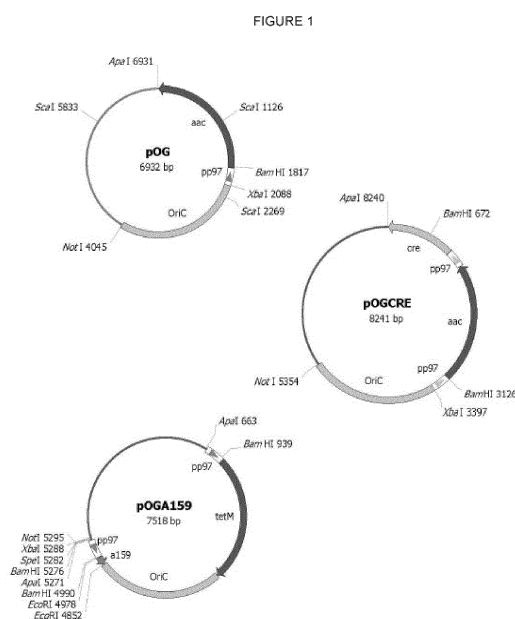 FIGURE 1
ApaI 6931
ScaI 5833
ScaI 1126
aac
pOG
6932 bp
pp97
BamHI 1817
XbaI 2088
OriC
ScaI 2269
NotI 4045
ApaI 8240
BamHI 672
cre
pp97
pOGCRE
8241 bp
aac
pp97
OriC
NotI 5354
BamHI 3126
XbaI 3397
ApaI 663
BamHI 939
pp97
pOGA159
7518 bp
tetM
NotI 5295
XbaI 5288
SpeI 5282
BamHI 5276
ApaI 5271
BamHI 4990
EcoRI 4978
EcoRI 4852
pp97
a159
OriC